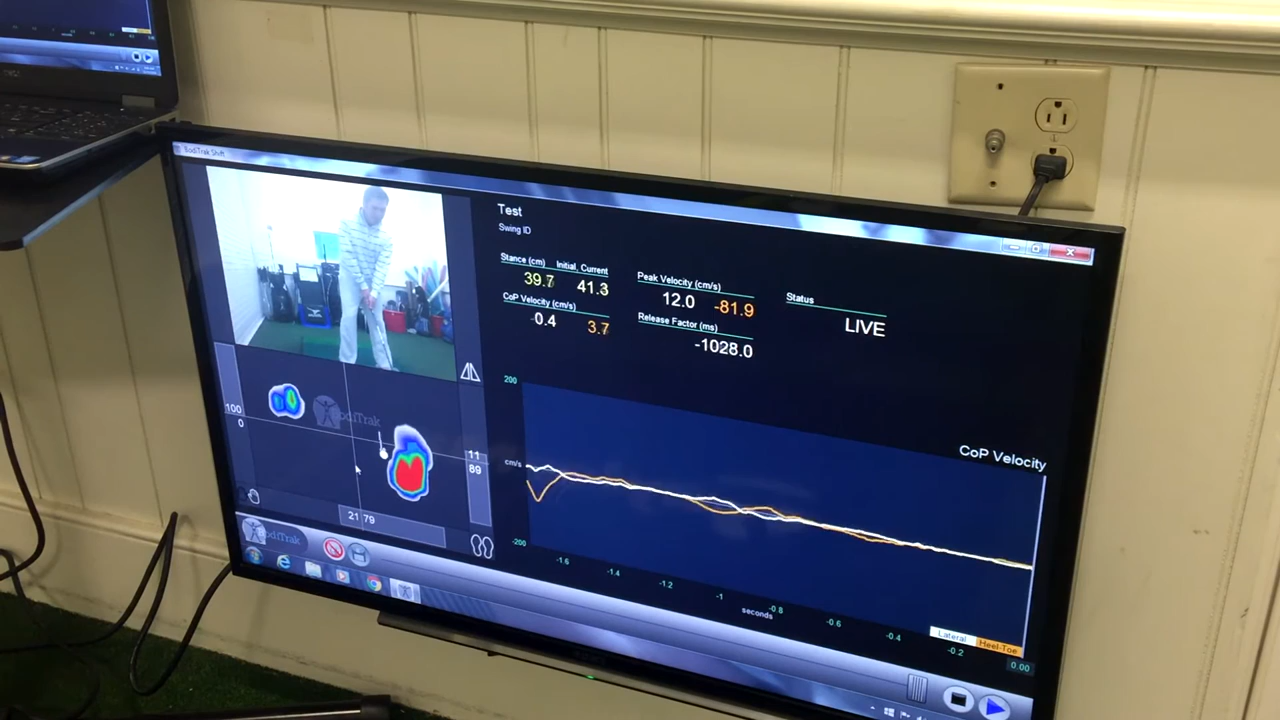 BodiTrak Shift
Test
Swing ID
Stance (cm) Initial, Current
39.7 41.3
CoP Velocity (cm/s)
-0.4 3.7
Peak Velocity (cm/s)
12.0 -81.9
Release Factor (ms)
-1028.0
Status
LIVE
BodiTrak
100
0
11
89
21 79
BodiTrak
CoP Velocity
200
cm/s
-200
-1.6 -1.4 -1.2 -1 -0.8 -0.6 -0.4 -0.2 0.00
seconds
Lateral Heel-Toe